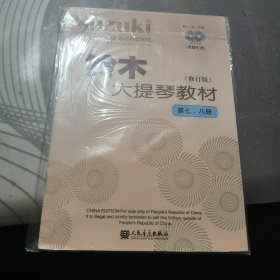 Suzuki
CELLO SCHOOL
铃木
大提琴教材
（修订版）
第七、八册
CHINA EDITION-For sale only in People's Republic of China.
It is illegal and strictly forbidden to sell this Edition outside of
People's Republic of China.
人民音乐出版社